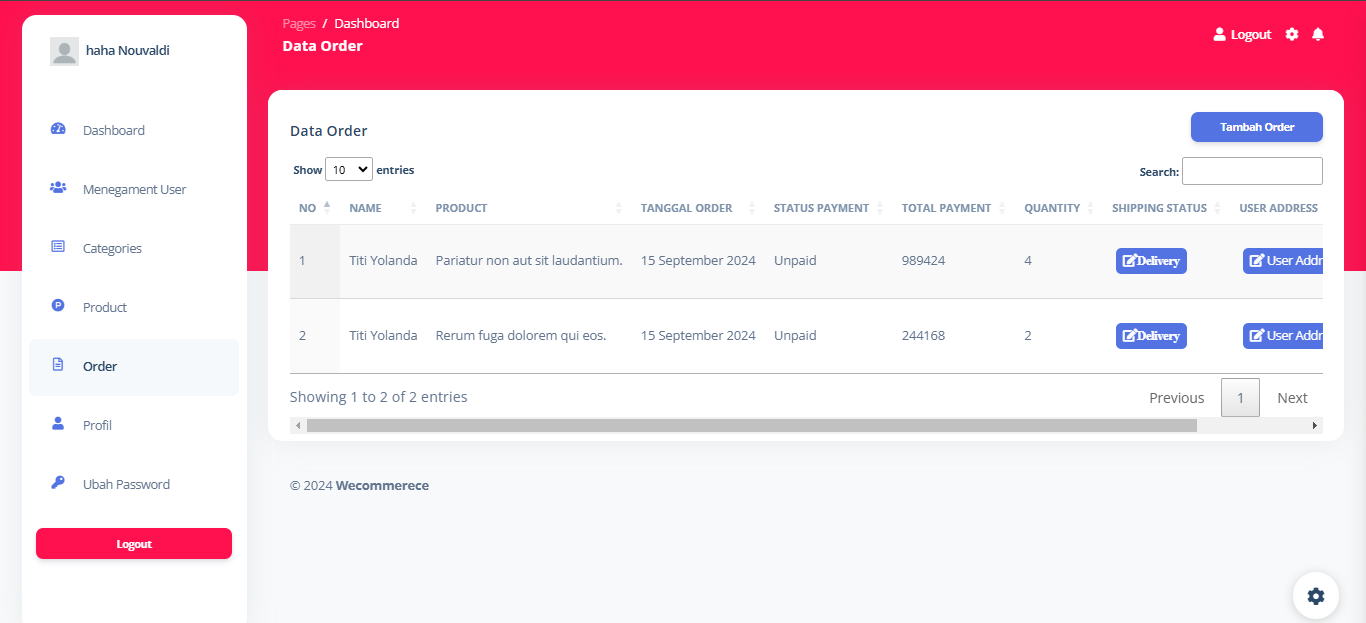 haha Nouvaldi
Dashboard
Menegament User
Categories
P
Product
Order
Profil
Ubah Password
Logout
Pages / Dashboard
Data Order
Logout
Data Order
Tambah Order
Show 10 entries
Search:
NO NAME PRODUCT TANGGAL ORDER STATUS PAYMENT TOTAL PAYMENT QUANTITY SHIPPING STATUS USER ADDRESS
1 Titi Yolanda Pariatur non aut sit laudantium. 15 September 2024 Unpaid 989424 4 Delivery User Addr
2 Titi Yolanda Rerum fuga dolorem qui eos. 15 September 2024 Unpaid 244168 2 Delivery User Addr
Showing 1 to 2 of 2 entries
Previous 1 Next
© 2024 Wecommerece